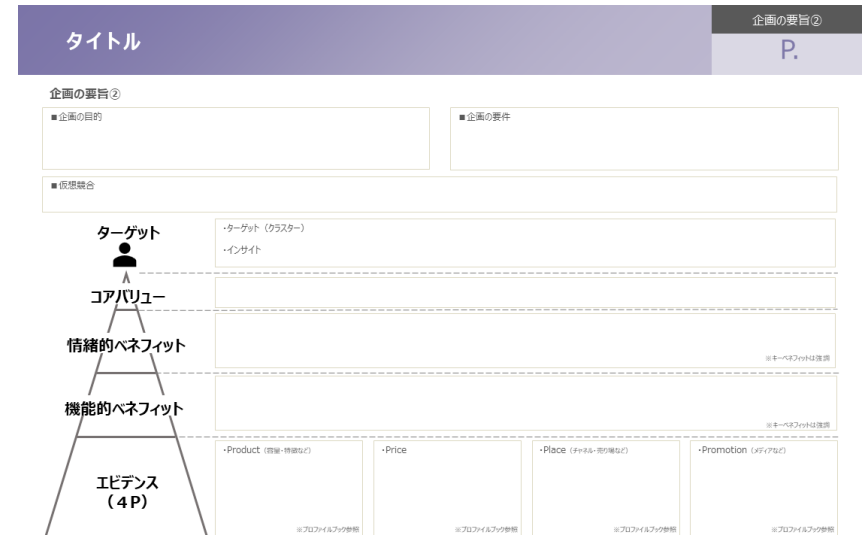 タイトル
企画の要旨②
P.
企画の要旨②
■企画の目的
■企画の要件
■仮想競合
ターゲット
・ターゲット（クラスター）
・インサイト
コアバリュー
情緒的ベネフィット
※キーベネフィットは強調
機能的ベネフィット
※キーベネフィットは強調
エビデンス
（４P）
・Product（容量・特徴など）
※プロファイルブック参照
・Price
※プロファイルブック参照
・Place（チャネル・売り場など）
※プロファイルブック参照
・Promotion（メディアなど）
※プロファイルブック参照